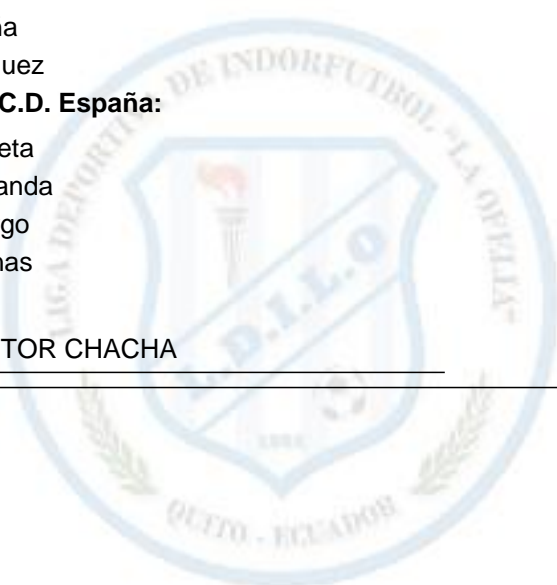 na
uez
C.D. España:
eta
anda
go
nas
TOR CHACHA
LIGA DEPORTIVA DE INDORFUTBOL "LA OFELIA"
L.D.I.L.O
QUITO - ECUADOR